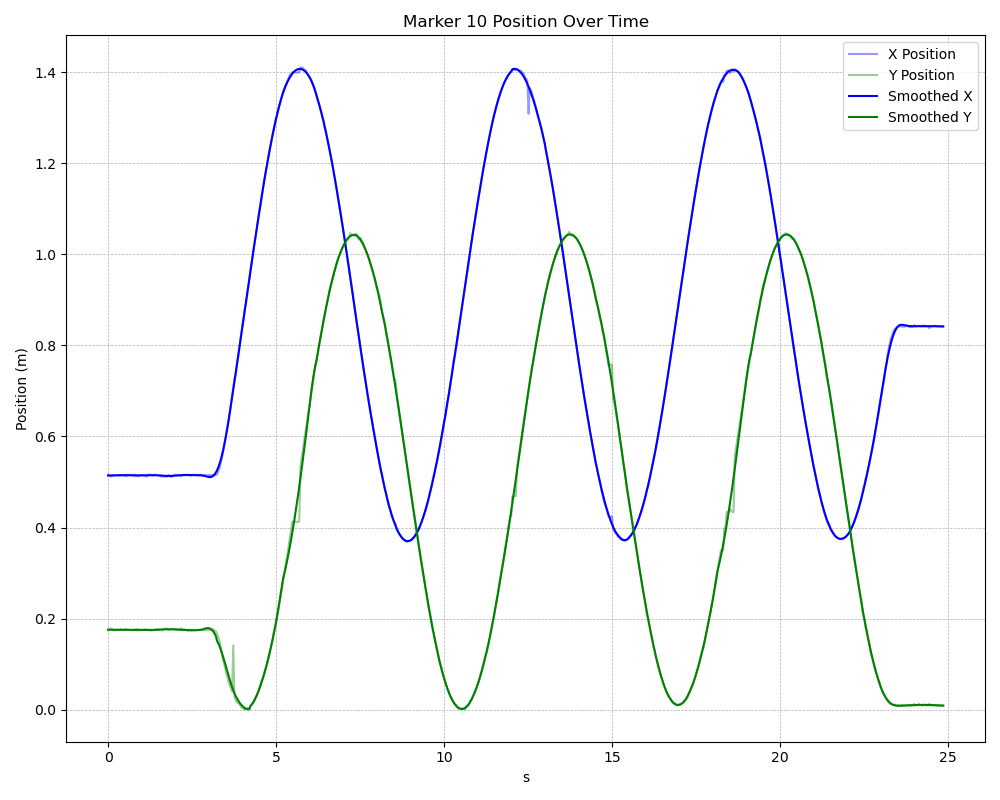 Marker 10 Position Over Time
X Position
Y Position
Smoothed X
Smoothed Y
Position (m)
1.4
1.2
1.0
0.8
0.6
0.4
0.2
0.0
0 5 10 15 20 25
s